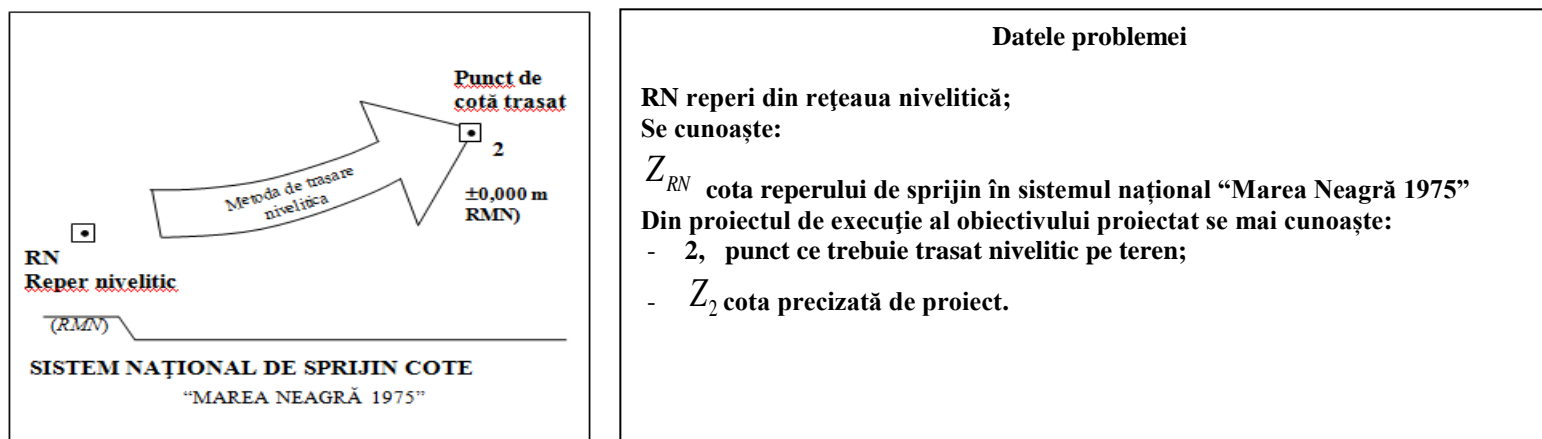 Punct de
cotă trasat
2
±0,000 m
RMN)
Metoda de trasare
nivelitica
RN
Reper nivelitic
(RMN)
SISTEM NAŢIONAL DE SPRIJIN COTE
“MAREA NEAGRĂ 1975”
Datele problemei
RN reperi din reţeaua nivelitică;
Se cunoaște:
Z_RN cota reperului de sprijin în sistemul național “Marea Neagră 1975”
Din proiectul de execuţie al obiectivului proiectat se mai cunoaște:
- 2, punct ce trebuie trasat nivelitic pe teren;
- Z_2 cota precizată de proiect.